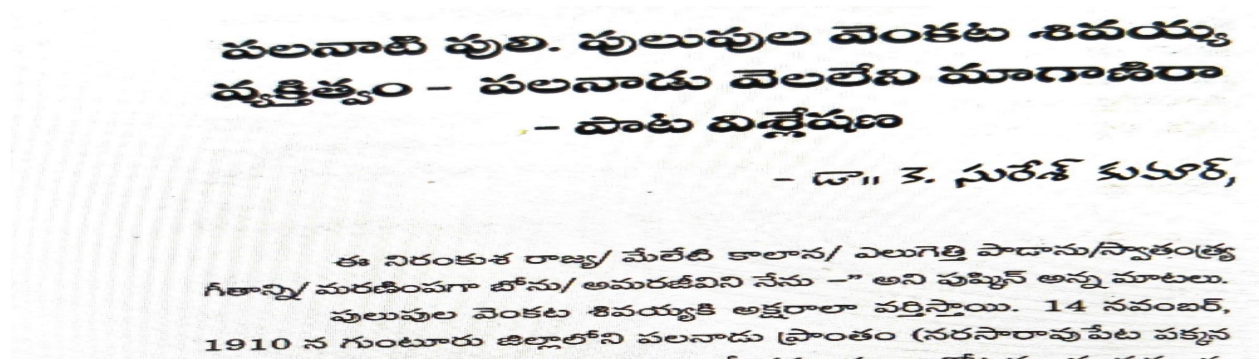 పలనాటి పులి. పులుపుల వెంకట శివయ్య
వ్యక్తిత్వం – పలనాడు వెలలేని మాగాణిరా
– పాట విశ్లేషణ
– డా॥ కె. సురేశ్ కుమార్,
ఈ నిరంకుశ రాజ్య/ మేలేటి కాలాన/ ఎలుగెత్తి పాడాను/స్వాతంత్ర్య
గీతాన్ని/ మరణింపగా బోను/ అమరజీవిని నేను –" అని పుష్కిన్ అన్న మాటలు.
పులుపుల వెంకట శివయ్యకి అక్షరాలా వర్తిస్తాయి. 14 నవంబర్,
1910 న గుంటూరు జిల్లాలోని పలనాడు ప్రాంతం (నరసారావుపేట పక్కన